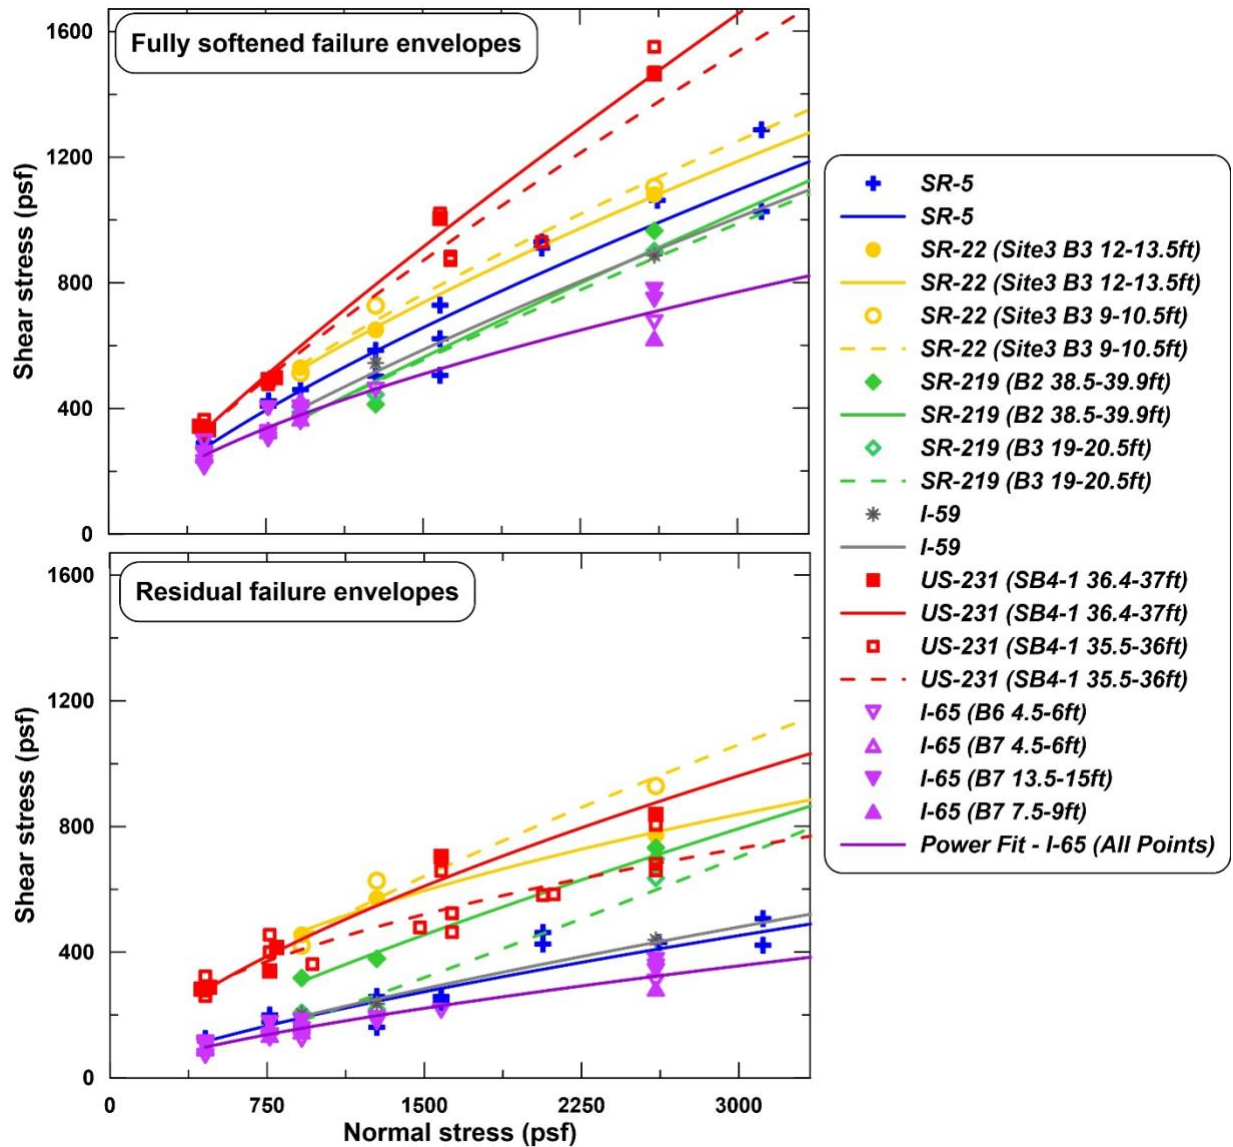 Fully softened failure envelopes
1600
1200
800
400
0
Shear stress (psf)
Residual failure envelopes
1600
1200
800
400
0
Shear stress (psf)
0 750 1500 2250 3000
Normal stress (psf)
SR-5
SR-5
SR-22 (Site3 B3 12-13.5ft)
SR-22 (Site3 B3 12-13.5ft)
SR-22 (Site3 B3 9-10.5ft)
SR-22 (Site3 B3 9-10.5ft)
SR-219 (B2 38.5-39.9ft)
SR-219 (B2 38.5-39.9ft)
SR-219 (B3 19-20.5ft)
SR-219 (B3 19-20.5ft)
I-59
I-59
US-231 (SB4-1 36.4-37ft)
US-231 (SB4-1 36.4-37ft)
US-231 (SB4-1 35.5-36ft)
US-231 (SB4-1 35.5-36ft)
I-65 (B6 4.5-6ft)
I-65 (B7 4.5-6ft)
I-65 (B7 13.5-15ft)
I-65 (B7 7.5-9ft)
Power Fit - I-65 (All Points)